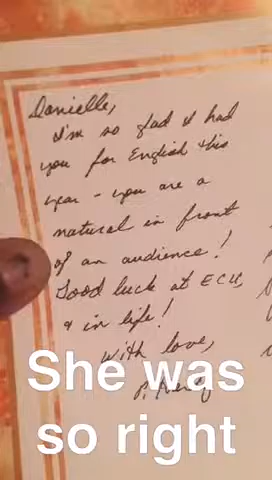 Danielle,
I'm so glad I had
you for English this
year - you are a
natural in front
of an audience!
Good luck at ECU,
& in life!
With love,
P.
She was
so right